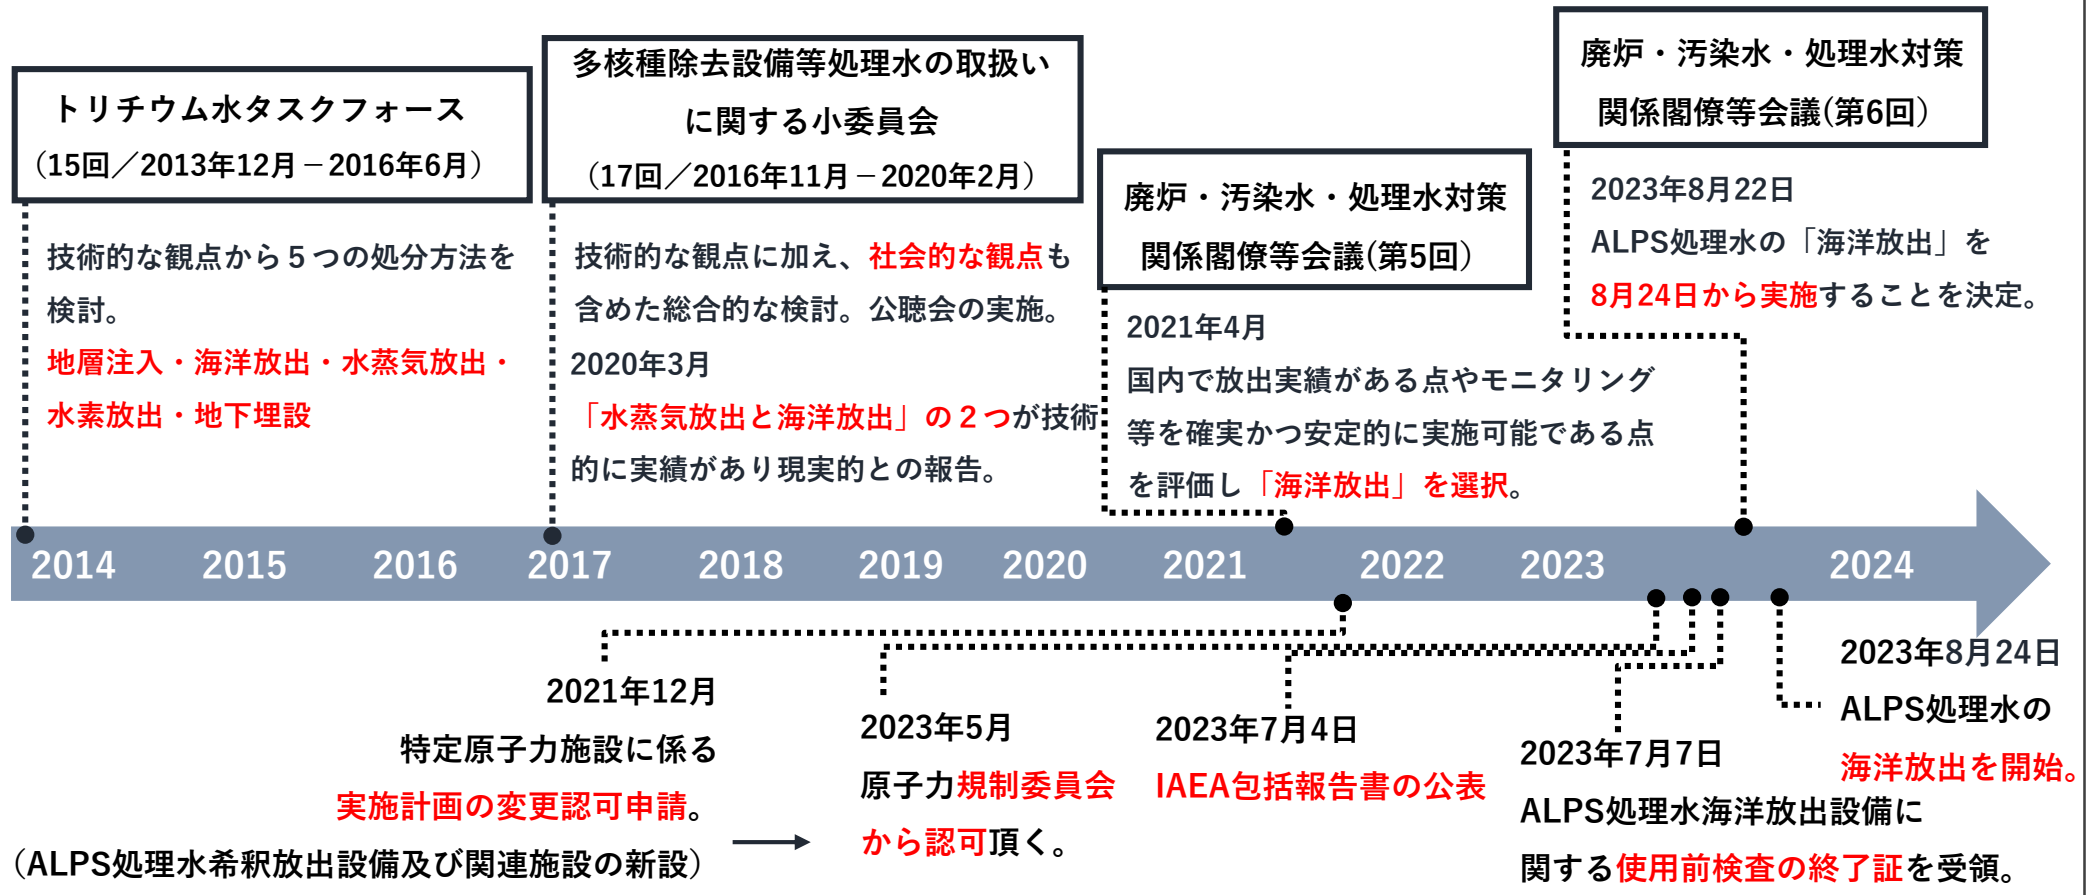 トリチウム水タスクフォース
（15回／2013年12月－2016年6月）
技術的な観点から５つの処分方法を
検討。
地層注入・海洋放出・水蒸気放出・
水素放出・地下埋設
多核種除去設備等処理水の取扱い
に関する小委員会
（17回／2016年11月－2020年2月）
技術的な観点に加え、社会的な観点も
含めた総合的な検討。公聴会の実施。
2020年3月
「水蒸気放出と海洋放出」の２つが技術
的に実績があり現実的との報告。
廃炉・汚染水・処理水対策
関係閣僚等会議(第5回）
2021年4月
国内で放出実績がある点やモニタリング
等を確実かつ安定的に実施可能である点
を評価し「海洋放出」を選択。
廃炉・汚染水・処理水対策
関係閣僚等会議(第6回）
2023年8月22日
ALPS処理水の「海洋放出」を
8月24日から実施することを決定。
2014 2015 2016 2017 2018 2019 2020 2021 2022 2023 2024
2021年12月
特定原子力施設に係る
実施計画の変更認可申請。
（ALPS処理水希釈放出設備及び関連施設の新設）
2023年5月
原子力規制委員会
から認可頂く。
2023年7月4日
IAEA包括報告書の公表
2023年7月7日
ALPS処理水海洋放出設備に
関する使用前検査の終了証を受領。
2023年8月24日
ALPS処理水の
海洋放出を開始。